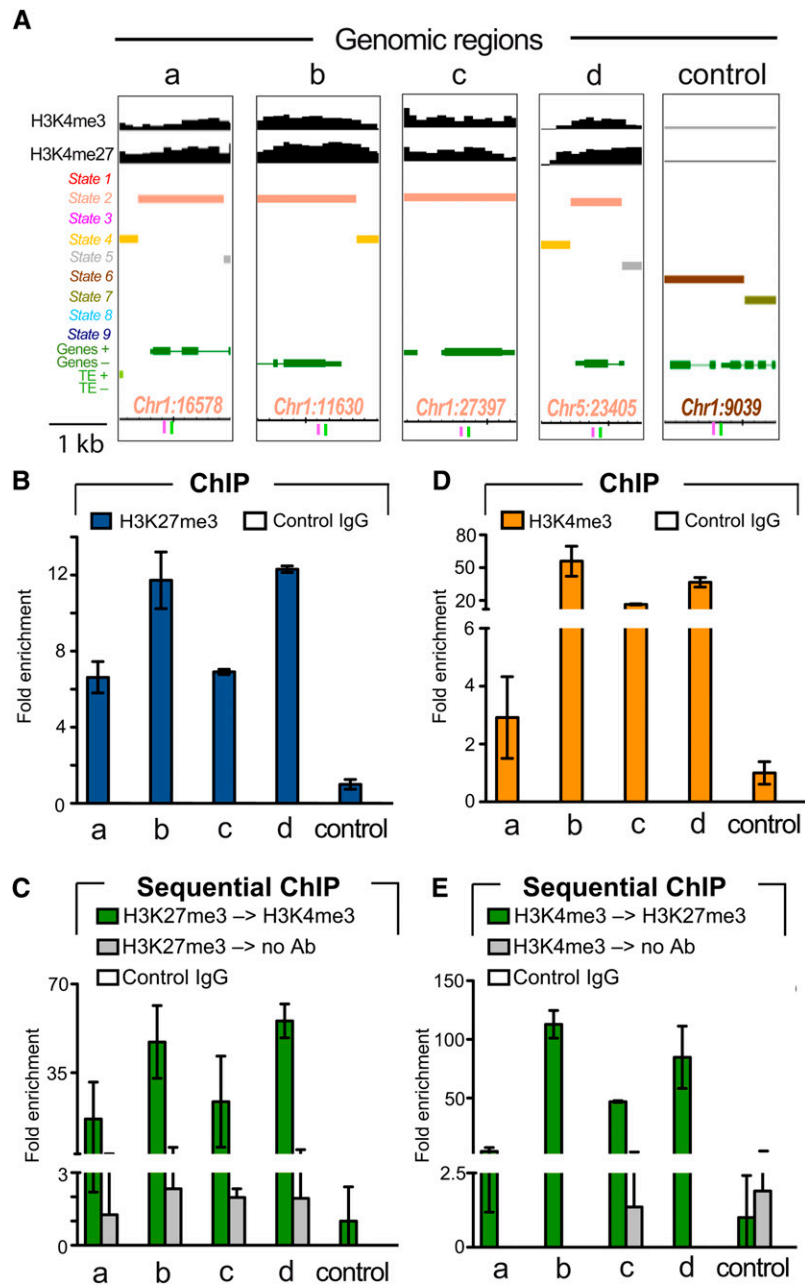 A
Genomic regions
a b c d control
H3K4me3
H3K4me27
State 1
State 2
State 3
State 4
State 5
State 6
State 7
State 8
State 9
Genes +
Genes –
TE +
TE –
Chr1:16578 Chr1:11630 Chr1:27397 Chr5:23405 Chr1:9039
1 kb
B
ChIP
H3K27me3 Control IgG
Fold enrichment
12
8
4
0
a b c d control
D
ChIP
H3K4me3 Control IgG
Fold enrichment
80
50
20
6
4
2
0
a b c d control
C
Sequential ChIP
H3K27me3 –> H3K4me3
H3K27me3 –> no Ab
Control IgG
Fold enrichment
70
35
3
0
a b c d control
E
Sequential ChIP
H3K4me3 –> H3K27me3
H3K4me3 –> no Ab
Control IgG
Fold enrichment
150
100
50
2.5
0
a b c d control